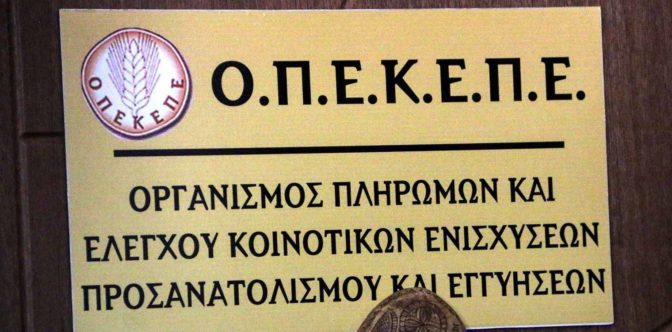 ΟΠΕΚΕΠΕ
Ο.Π.Ε.Κ.Ε.Π.Ε.
ΟΡΓΑΝΙΣΜΟΣ ΠΛΗΡΩΜΩΝ ΚΑΙ
ΕΛΕΓΧΟΥ ΚΟΙΝΟΤΙΚΩΝ ΕΝΙΣΧΥΣΕΩΝ
ΠΡΟΣΑΝΑΤΟΛΙΣΜΟΥ ΚΑΙ ΕΓΓΥΗΣΕΩΝ